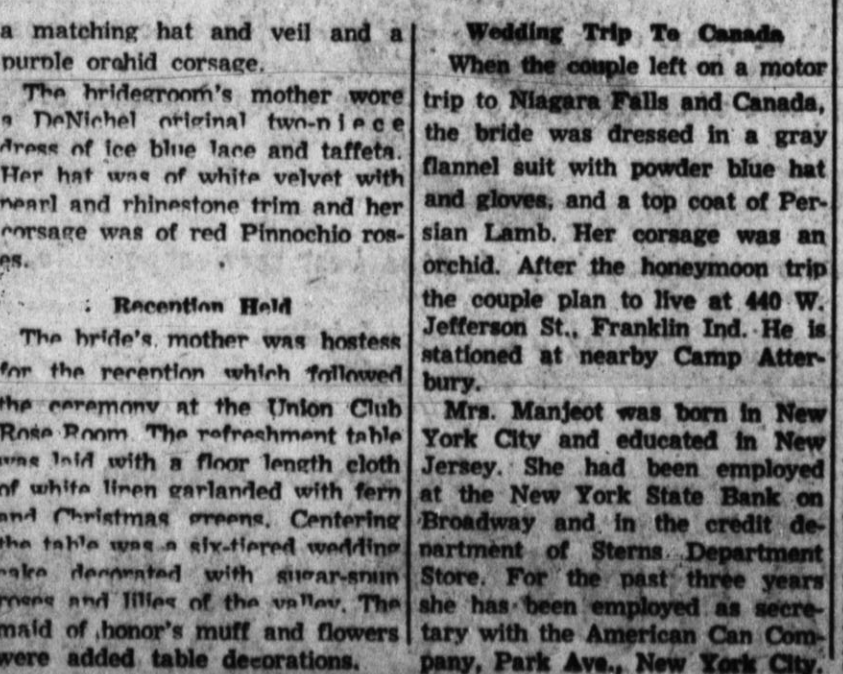 a matching hat and veil and a
purple orchid corsage.
The bridegroom's mother wore
a DeNichel original two-piece
dress of ice blue lace and taffeta.
Her hat was of white velvet with
pearl and rhinestone trim and her
corsage was of red Pinnochio ros-
es.
Reception Held
The bride's mother was hostess
for the reception which followed
the ceremony at the Union Club
Rose Room. The refreshment table
was laid with a floor length cloth
of white linen garlanded with fern
and Christmas greens. Centering
the table was a six-tiered wedding
cake decorated with sugar-spun
roses and lilies of the valley. The
maid of honor's muff and flowers
were added table decorations.
Wedding Trip To Canada
When the couple left on a motor
trip to Niagara Falls and Canada,
the bride was dressed in a gray
flannel suit with powder blue hat
and gloves, and a top coat of Per-
sian Lamb. Her corsage was an
orchid. After the honeymoon trip
the couple plan to live at 440 W.
Jefferson St., Franklin Ind. He is
stationed at nearby Camp Atter-
bury.
Mrs. Manjeot was born in New
York City and educated in New
Jersey. She had been employed
at the New York State Bank on
Broadway and in the credit de-
partment of Sterns Department
Store. For the past three years
she has been employed as secre-
tary with the American Can Com-
pany, Park Ave., New York City.